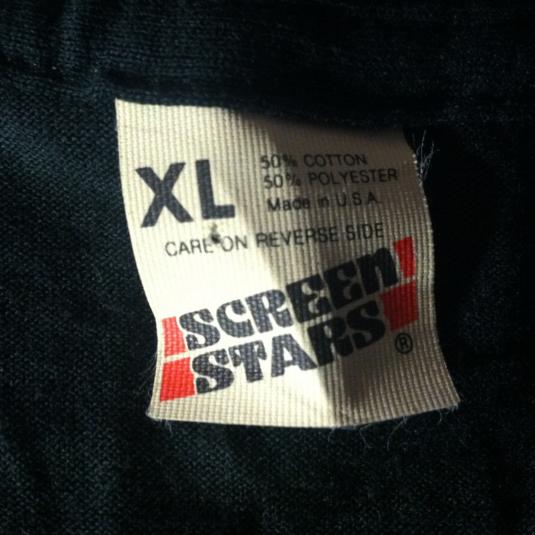 XL
50% COTTON
50% POLYESTER
Made in U.S.A.
CARE ON REVERSE SIDE
SCREEN
STARS
®